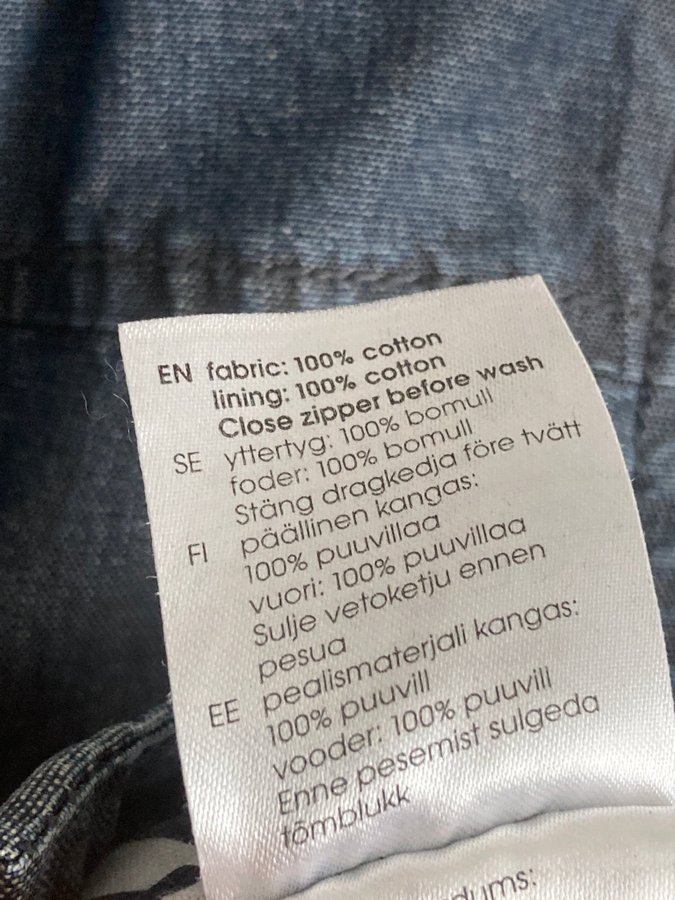 EN fabric: 100% cotton
lining: 100% cotton
Close zipper before wash
SE yttertyg: 100% bomull
foder: 100% bomull
Stäng dragkedja före tvätt
FI päällinen kangas:
100% puuvillaa
vuori: 100% puuvillaa
Sulje vetoketju ennen
pesua
EE pealismaterjali kangas:
100% puuvill
vooder: 100% puuvill
Enne pesemist sulgeda
tõmblukk